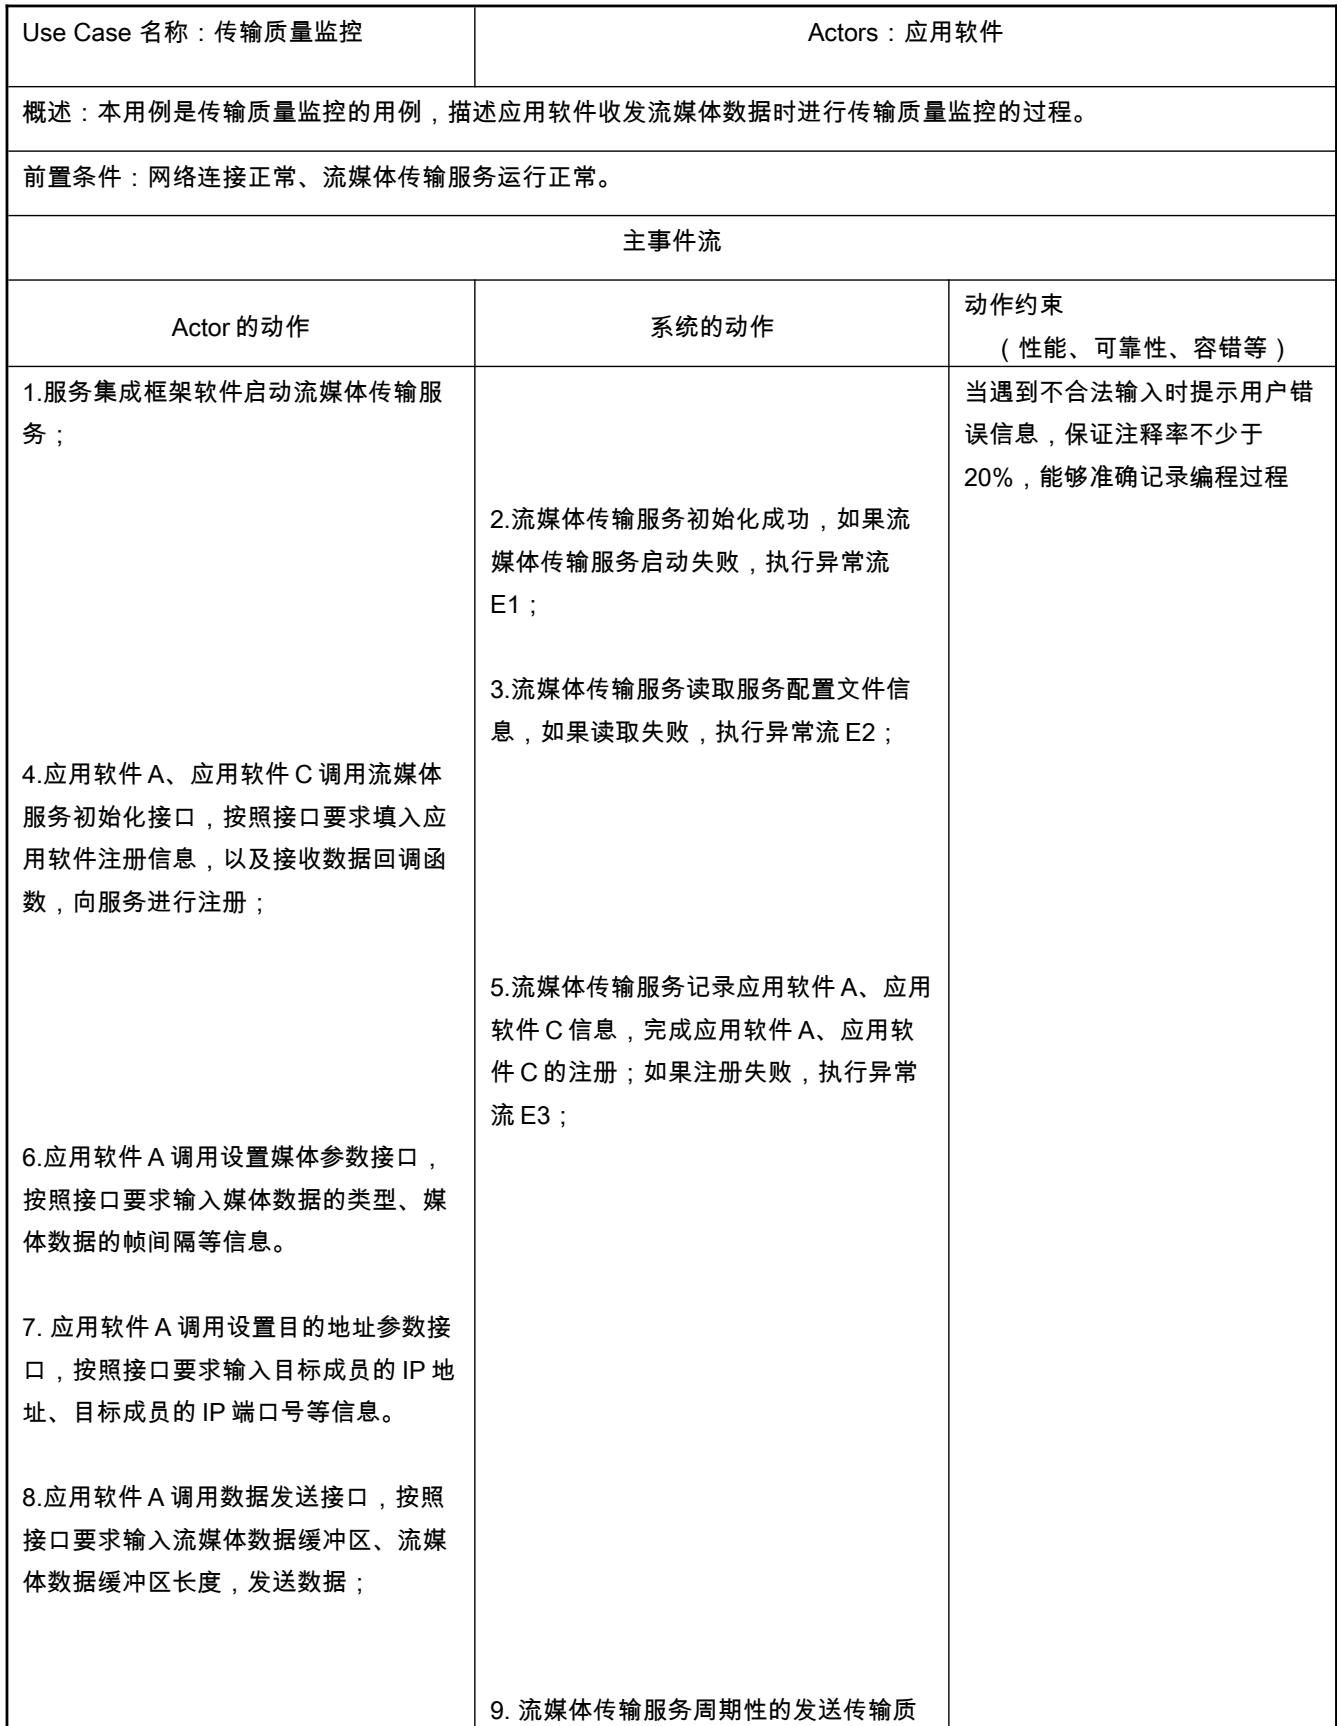 Use Case 名称：传输质量监控
Actors：应用软件
概述：本用例是传输质量监控的用例，描述应用软件收发流媒体数据时进行传输质量监控的过程。
前置条件：网络连接正常、流媒体传输服务运行正常。
主事件流
Actor 的动作
系统的动作
动作约束
（性能、可靠性、容错等）
1.服务集成框架软件启动流媒体传输服
务；
当遇到不合法输入时提示用户错
误信息，保证注释率不少于
20%，能够准确记录编程过程
2.流媒体传输服务初始化成功，如果流
媒体传输服务启动失败，执行异常流
E1；
3.流媒体传输服务读取服务配置文件信
息，如果读取失败，执行异常流 E2；
4.应用软件 A、应用软件 C 调用流媒体
服务初始化接口，按照接口要求填入应
用软件注册信息，以及接收数据回调函
数，向服务进行注册；
5.流媒体传输服务记录应用软件 A、应用
软件 C 信息，完成应用软件 A、应用软
件 C 的注册；如果注册失败，执行异常
流 E3；
6.应用软件 A 调用设置媒体参数接口，
按照接口要求输入媒体数据的类型、媒
体数据的帧间隔等信息。
7. 应用软件 A 调用设置目的地址参数接
口，按照接口要求输入目标成员的 IP 地
址、目标成员的 IP 端口号等信息。
8.应用软件 A 调用数据发送接口，按照
接口要求输入流媒体数据缓冲区、流媒
体数据缓冲区长度，发送数据；
9. 流媒体传输服务周期性的发送传输质